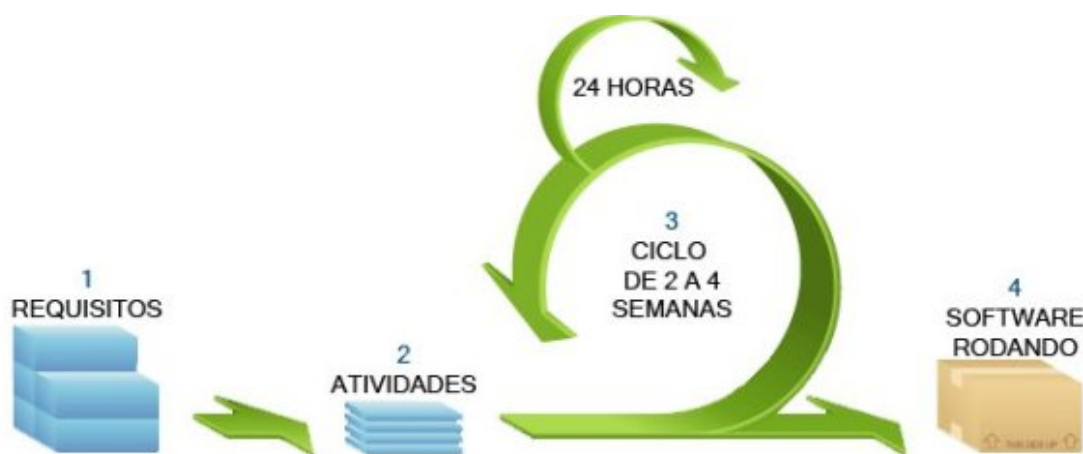 24 HORAS
1
REQUISITOS
2
ATIVIDADES
3
CICLO
DE 2 A 4
SEMANAS
4
SOFTWARE
RODANDO